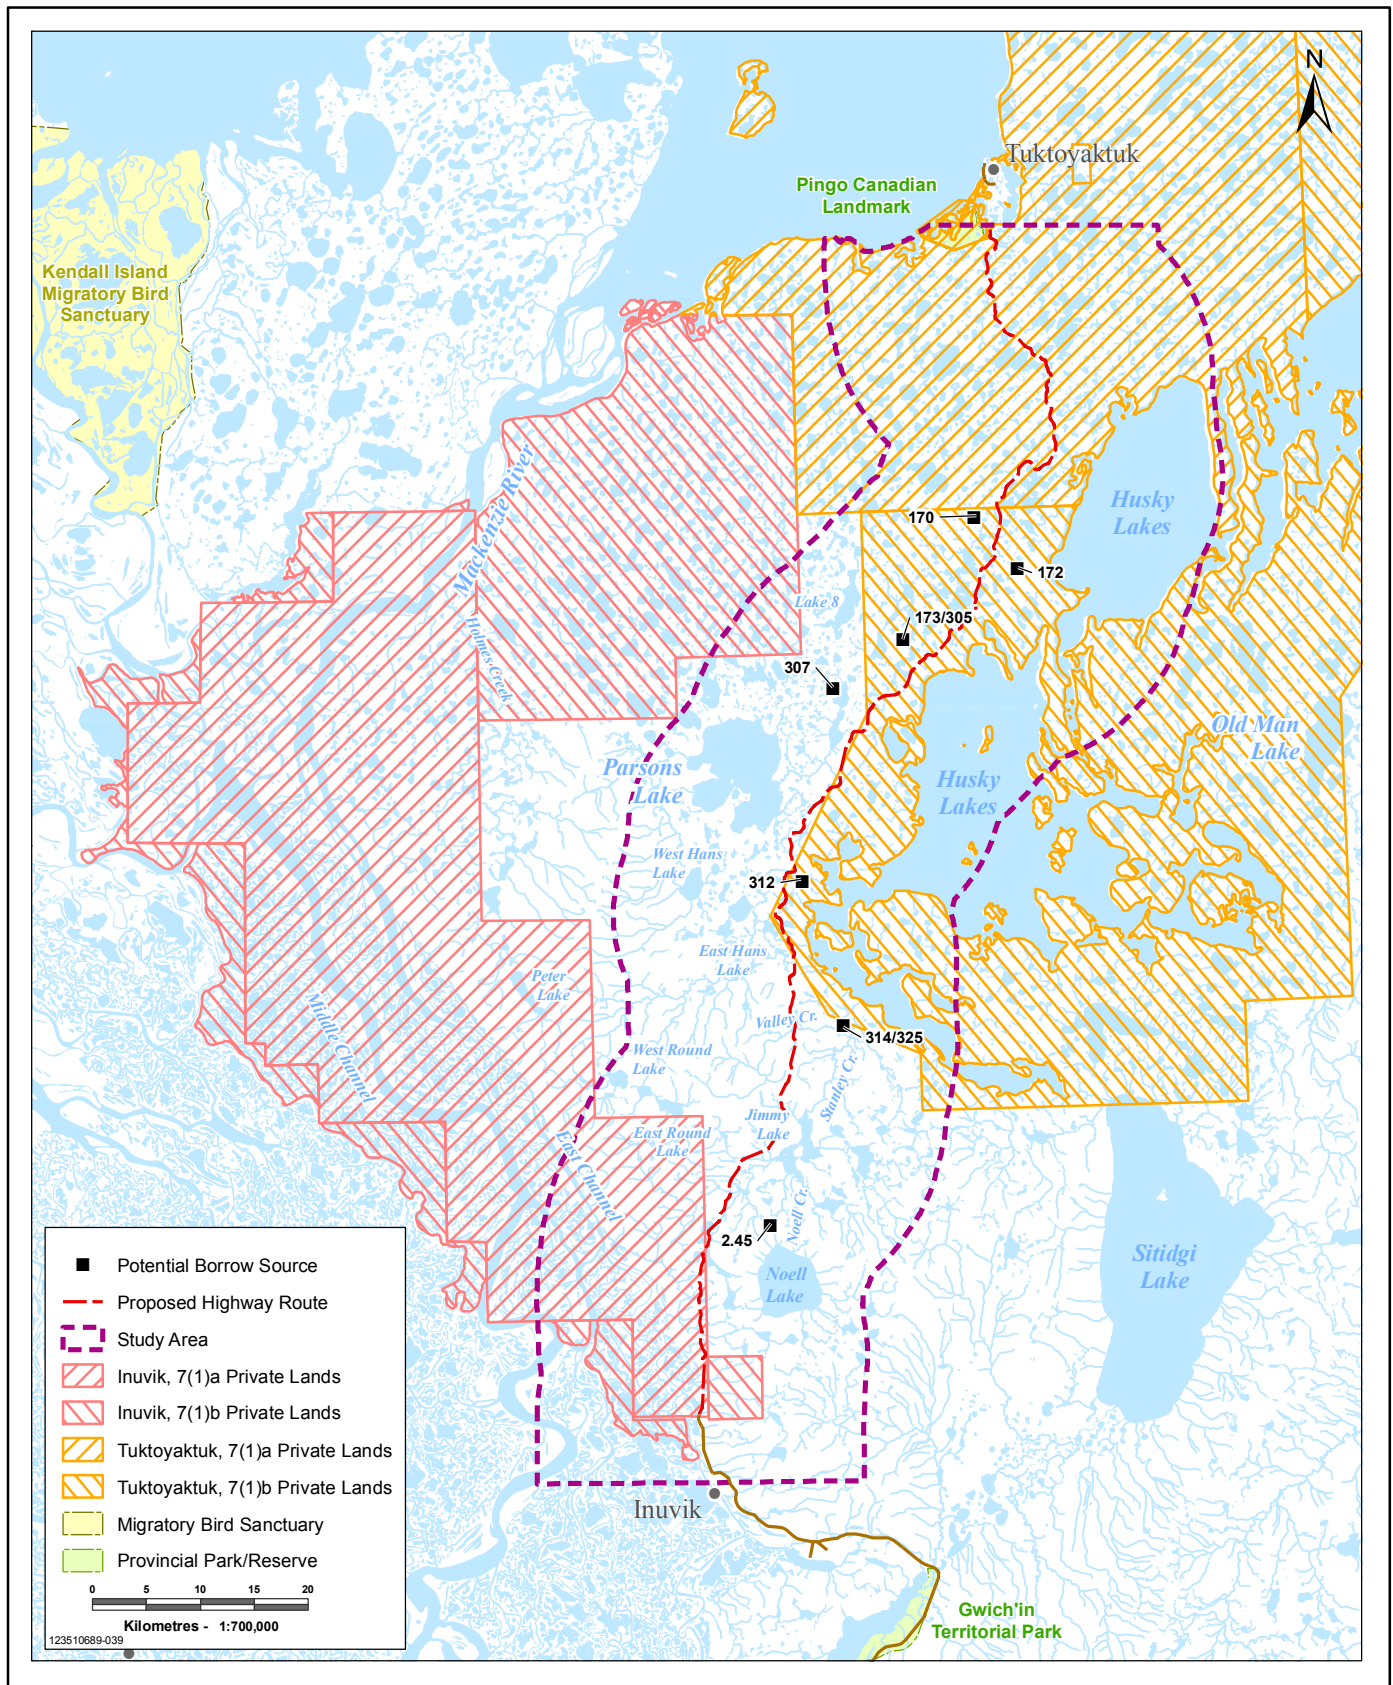 N
Tuktoyaktuk
Pingo Canadian
Landmark
Kendall Island
Migratory Bird
Sanctuary
Mackenzie River
Husky
Lakes
170
172
Lake 8
173/305
Holmes Creek
307
Old Man
Lake
Parsons
Lake
Husky
Lakes
West Hans
Lake
312
East Hans
Lake
Peter
Lake
Middle Channel
Valley Cr.
314/325
West Round
Lake
Stanley Cr.
Jimmy
Lake
East Round
Lake
East Channel
Noell Cr.
2.45
Noell
Lake
Sitidgi
Lake
Potential Borrow Source
Proposed Highway Route
Study Area
Inuvik, 7(1)a Private Lands
Inuvik, 7(1)b Private Lands
Tuktoyaktuk, 7(1)a Private Lands
Tuktoyaktuk, 7(1)b Private Lands
Migratory Bird Sanctuary
Provincial Park/Reserve
0 5 10 15 20
Kilometres - 1:700,000
123510689-039
Inuvik
Gwich'in
Territorial Park